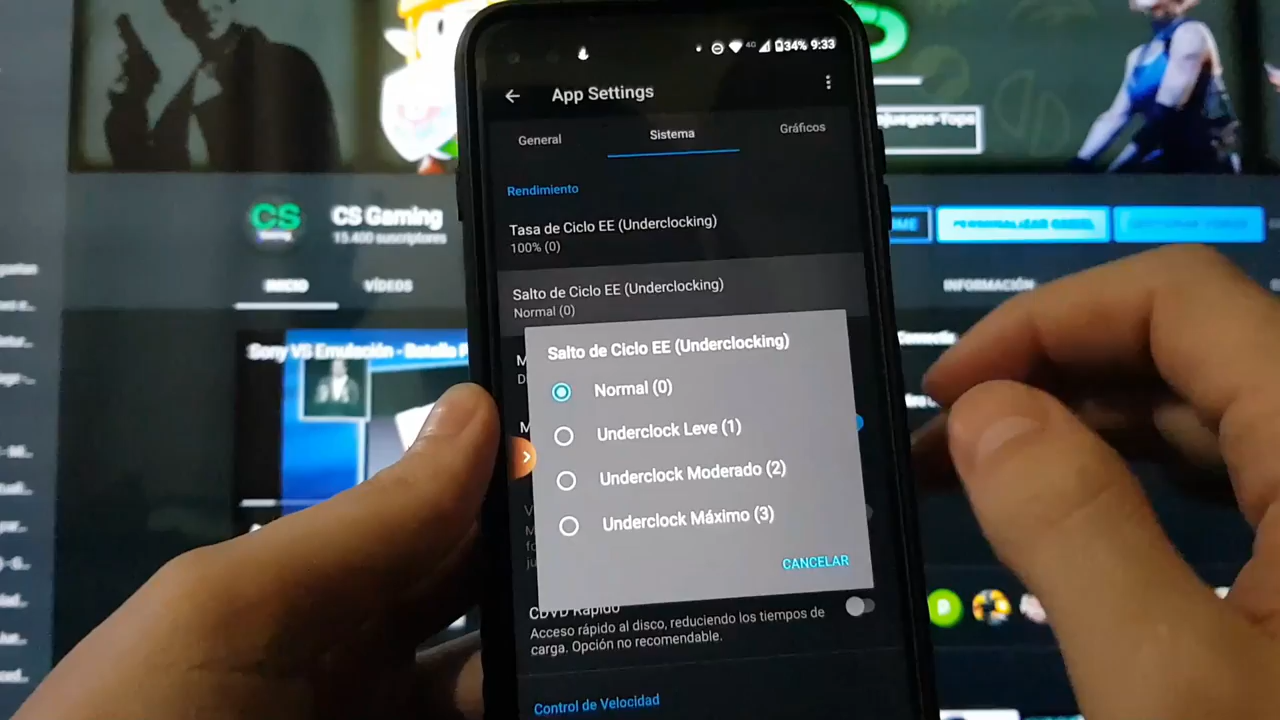 4G 34% 9:33
App Settings
General Sistema Gráficos
Rendimiento
Tasa de Ciclo EE (Underclocking)
100% (0)
Salto de Ciclo EE (Underclocking)
Normal (0)
Salto de Ciclo EE (Underclocking)
Normal (0)
Underclock Leve (1)
Underclock Moderado (2)
Underclock Máximo (3)
CANCELAR
CDVD Rápido
Acceso rápido al disco, reduciendo los tiempos de
carga. Opción no recomendable.
Control de Velocidad
CS
CS Gaming
15.400 suscriptores
INICIO VÍDEOS
INFORMACIÓN
Sony VS Emulación - Batalla